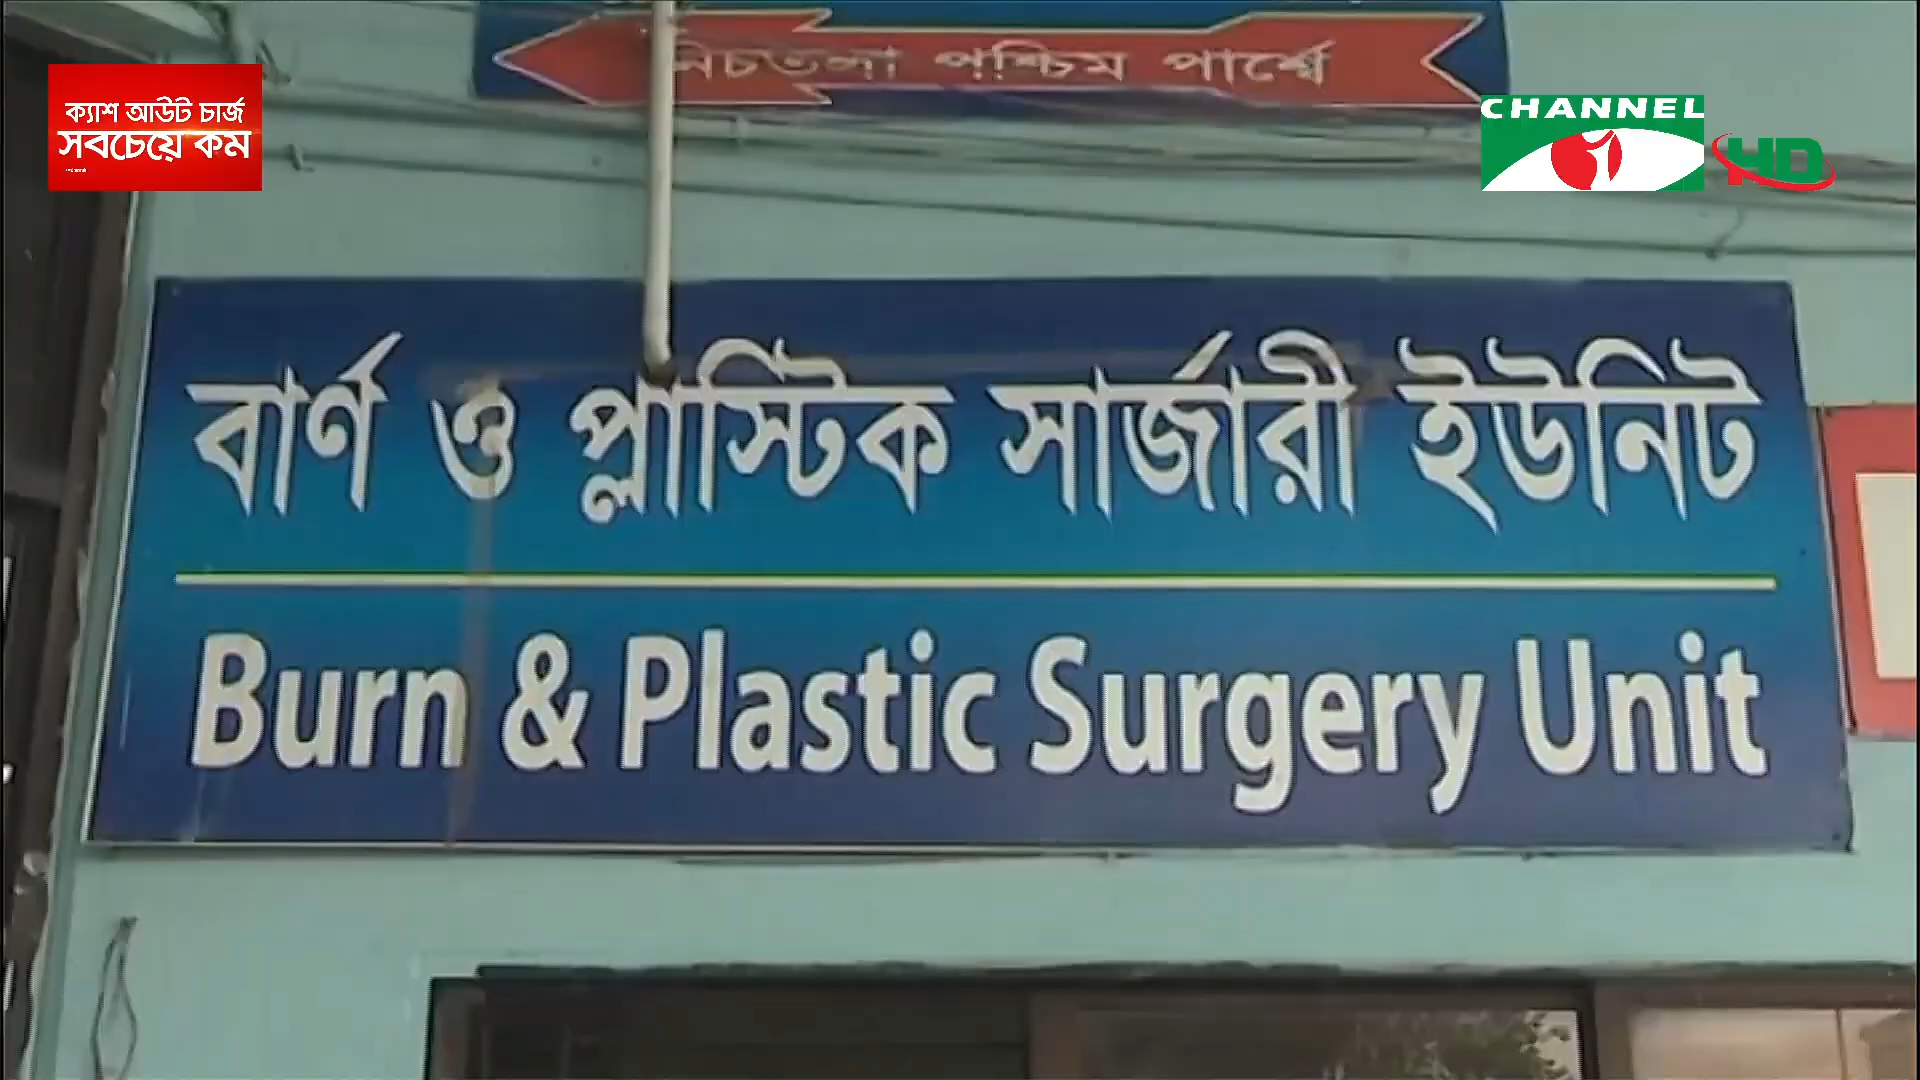 নিচতলা পশ্চিম পার্শ্বে
ক্যাশ আউট চার্জ
সবচেয়ে কম
CHANNEL
HD
বার্ণ ও প্লাস্টিক সার্জারী ইউনিট
Burn & Plastic Surgery Unit